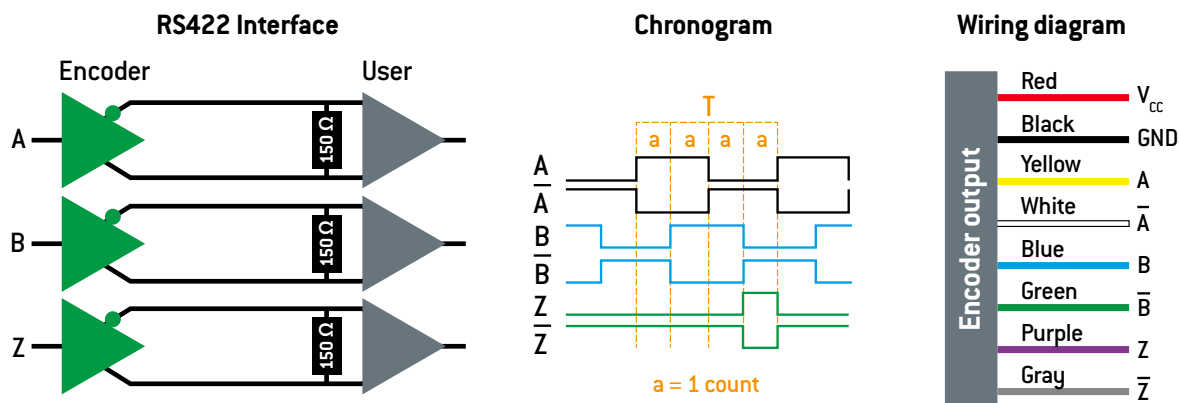 RS422 Interface
Encoder
User
A
150 Ω
B
150 Ω
Z
150 Ω
Chronogram
T
a a a a
A
A̅
B
B̅
Z
Z̅
a = 1 count
Wiring diagram
Encoder output
Red V_cc
Black GND
Yellow A
White A̅
Blue B
Green B̅
Purple Z
Gray Z̅